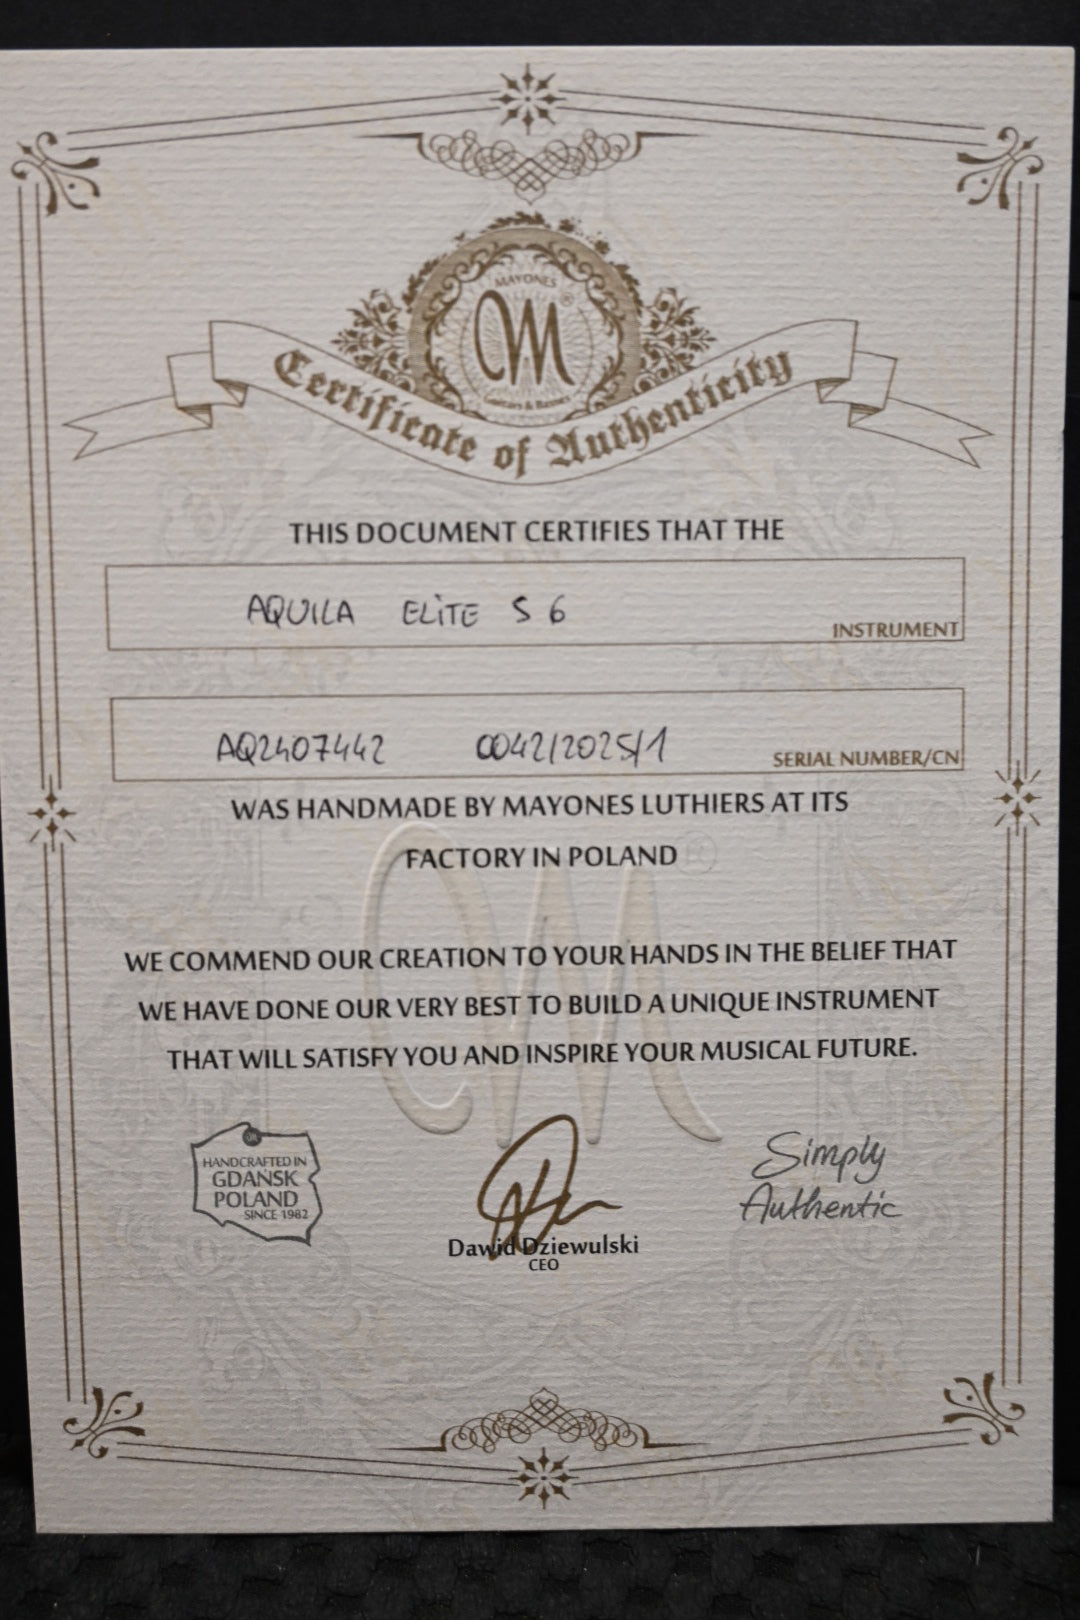 MAYONES
M ®
Guitars & Basses
Certificate of Authenticity
THIS DOCUMENT CERTIFIES THAT THE
AQUILA ELITE S 6
INSTRUMENT
AQ2407442 0042/2025/1
SERIAL NUMBER/CN
WAS HANDMADE BY MAYONES LUTHIERS AT ITS
FACTORY IN POLAND
WE COMMEND OUR CREATION TO YOUR HANDS IN THE BELIEF THAT
WE HAVE DONE OUR VERY BEST TO BUILD A UNIQUE INSTRUMENT
THAT WILL SATISFY YOU AND INSPIRE YOUR MUSICAL FUTURE.
HANDCRAFTED IN
GDAŃSK
POLAND
SINCE 1982
Dawid Dziewulski
CEO
Simply
Authentic